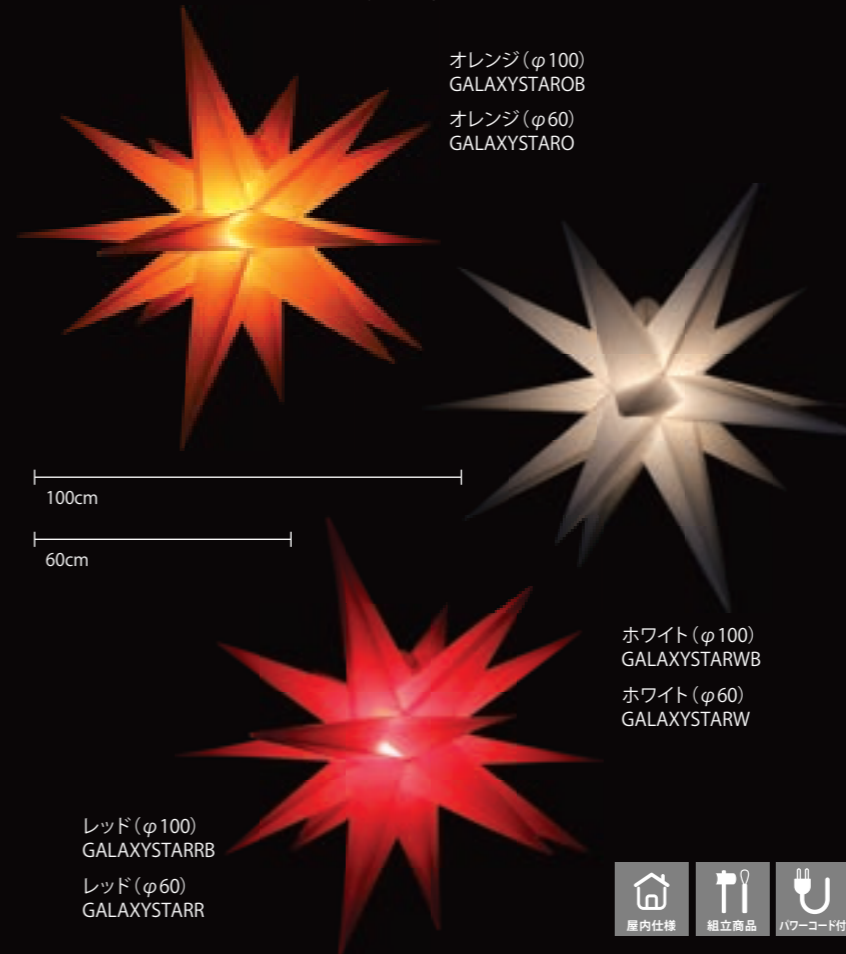 オレンジ（φ100）
GALAXYSTAROB
オレンジ（φ60）
GALAXYSTARO
100cm
60cm
ホワイト（φ100）
GALAXYSTARWB
ホワイト（φ60）
GALAXYSTARW
レッド（φ100）
GALAXYSTARRB
レッド（φ60）
GALAXYSTARR
屋内仕様
組立商品
パワーコード付